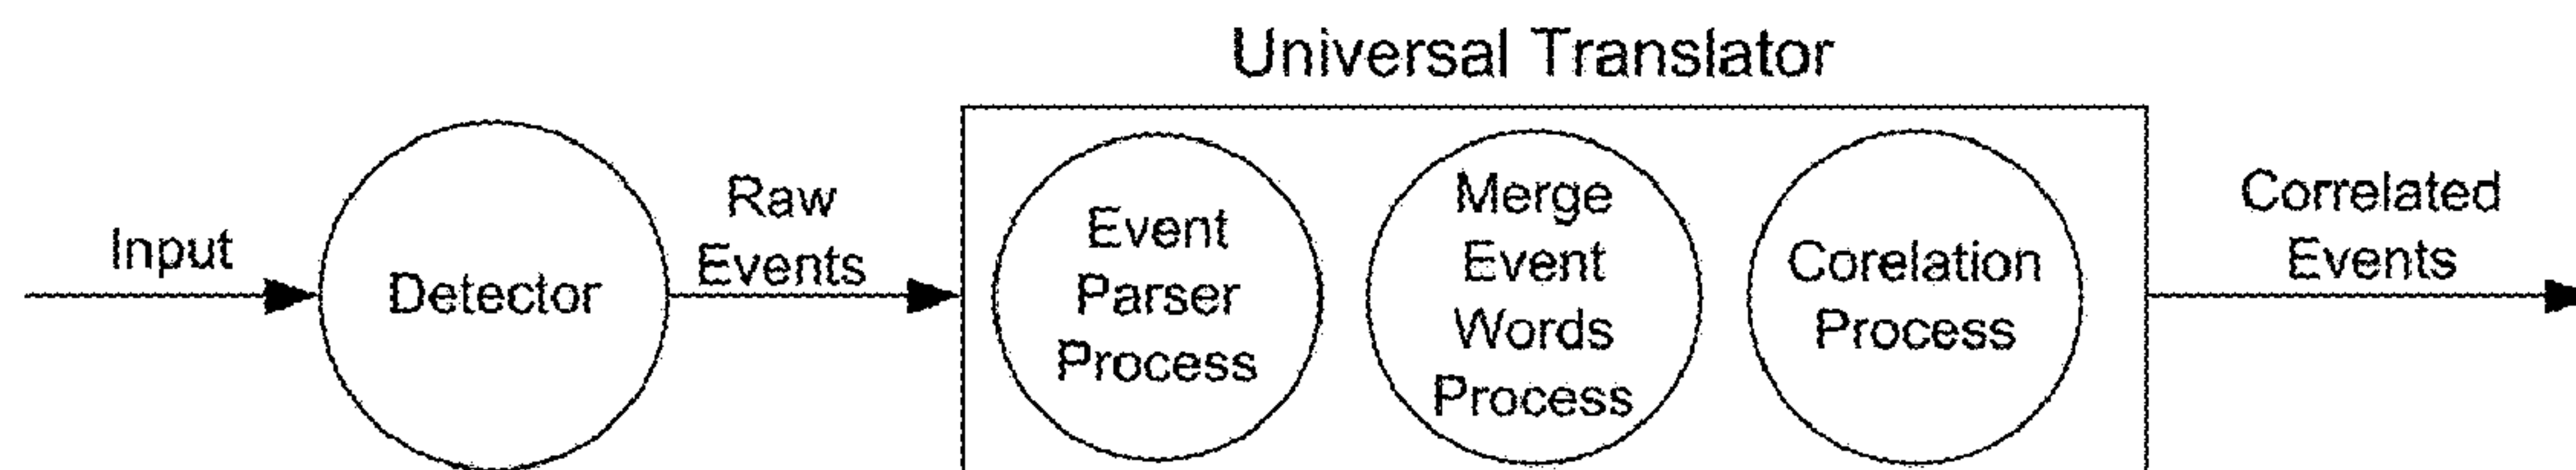 Universal Translator
Input
Detector
Raw
Events
Event
Parser
Process
Merge
Event
Words
Process
Corelation
Process
Correlated
Events